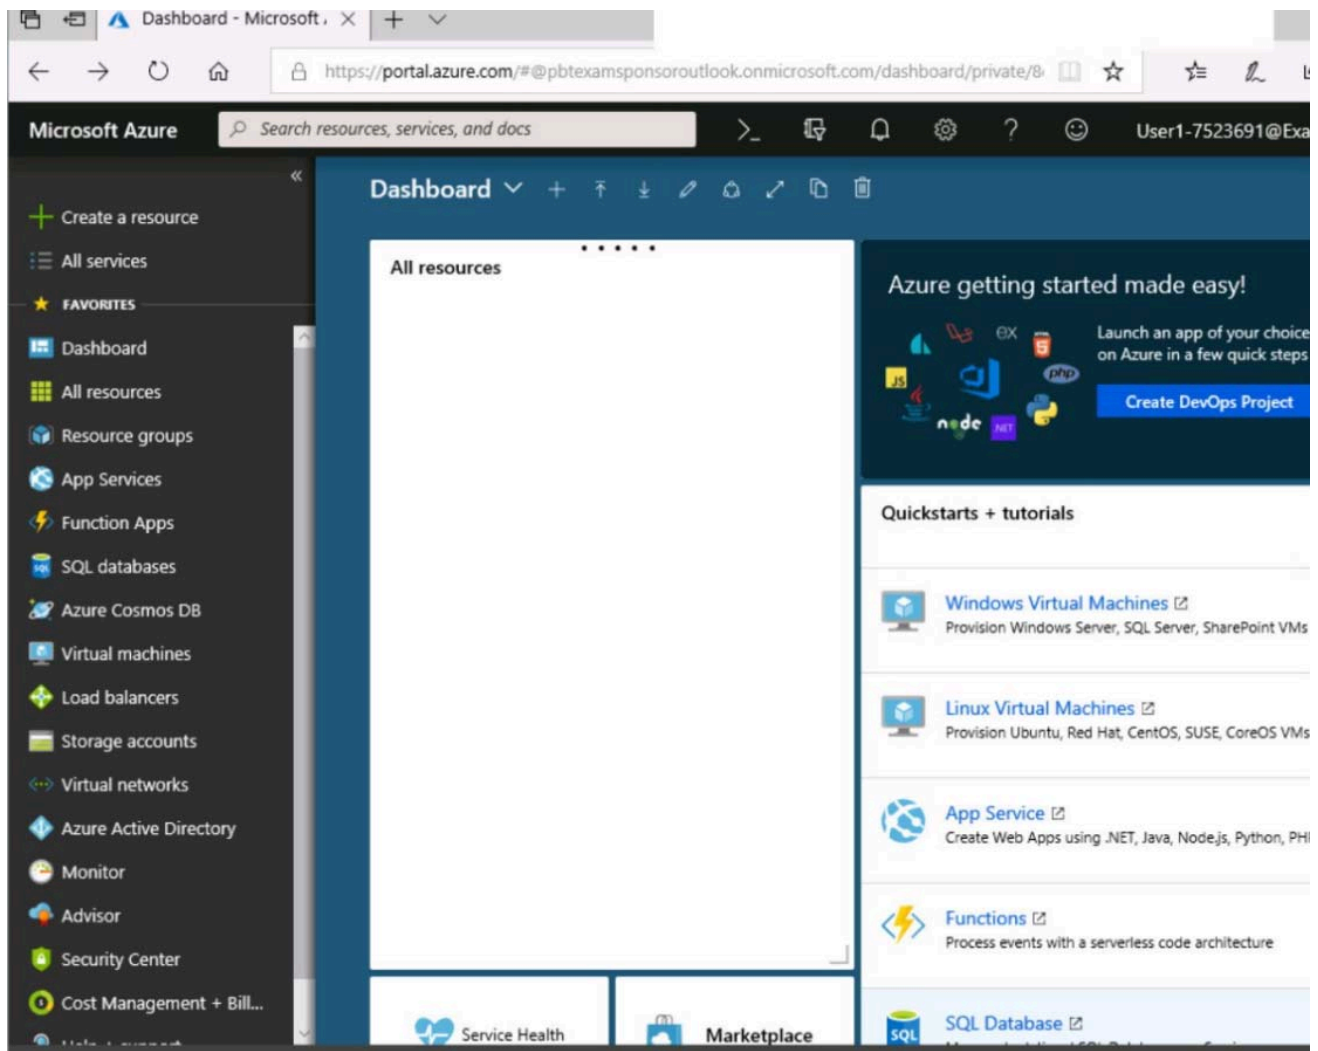 Dashboard - Microsoft
https://portal.azure.com/#@pbtexamsponsoroutlook.onmicrosoft.com/dashboard/private/8
Microsoft Azure
Search resources, services, and docs
User1-7523691@Exa
Create a resource
All services
FAVORITES
Dashboard
All resources
Resource groups
App Services
Function Apps
SQL databases
Azure Cosmos DB
Virtual machines
Load balancers
Storage accounts
Virtual networks
Azure Active Directory
Monitor
Advisor
Security Center
Cost Management + Bill...
Dashboard
All resources
Service Health
Marketplace
Azure getting started made easy!
ex
JS
php
node
.NET
Launch an app of your choice
on Azure in a few quick steps
Create DevOps Project
Quickstarts + tutorials
Windows Virtual Machines
Provision Windows Server, SQL Server, SharePoint VMs
Linux Virtual Machines
Provision Ubuntu, Red Hat, CentOS, SUSE, CoreOS VMs
App Service
Create Web Apps using .NET, Java, Node.js, Python, PH
Functions
Process events with a serverless code architecture
SQL
SQL Database